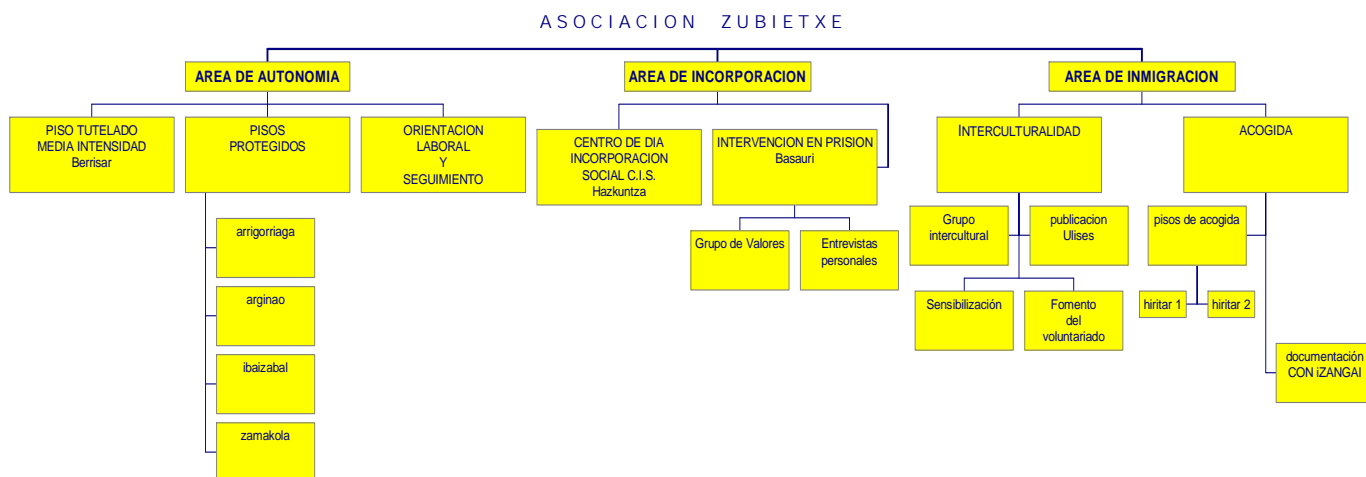 ASOCIACION ZUBIETXE
AREA DE AUTONOMÍA
AREA DE INCORPORACION
AREA DE INMIGRACION
PISO TUTELADO
MEDIA INTENSIDAD
Berrisar
PISOS
PROTEGIDOS
ORIENTACION
LABORAL
Y
SEGUIMIENTO
CENTRO DE DIA
INCORPORACION
SOCIAL C.I.S.
Hazkuntza
INTERVENCION EN PRISION
Basauri
INTERCULTURALIDAD
ACOGIDA
arrigorriaga
arginao
ibaizabal
zamakola
Grupo de Valores
Entrevistas
personales
Grupo
intercultural
publicacion
Ulises
Sensibilización
Fomento
del
voluntariado
pisos de acogida
hiritar 1
hiritar 2
documentación
CON iZANGAI